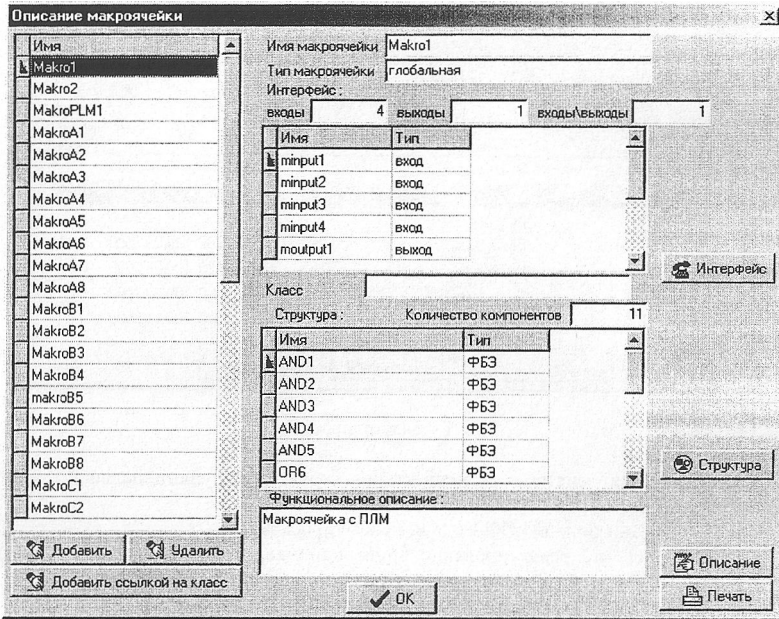 Описание макроячейки
Имя
Makro1
Makro2
MakroPLM1
MakroA1
MakroA2
MakroA3
MakroA4
MakroA5
MakroA6
MakroA7
MakroA8
MakroB1
MakroB2
MakroB3
MakroB4
makroB5
MakroB6
MakroB7
MakroB8
MakroC1
MakroC2
Добавить Удалить
Добавить ссылкой на класс
Имя макроячейки Makro1
Тип макроячейки глобальная
Интерфейс :
входы 4 выходы 1 входы\выходы 1
Имя Тип
minput1 вход
minput2 вход
minput3 вход
minput4 вход
moutput1 выход
Интерфейс
Класс
Структура : Количество компонентов 11
Имя Тип
AND1 ФБЭ
AND2 ФБЭ
AND3 ФБЭ
AND4 ФБЭ
AND5 ФБЭ
OR6 ФБЭ
Структура
Функциональное описание :
Макроячейка с ПЛМ
Описание
Печать
OK